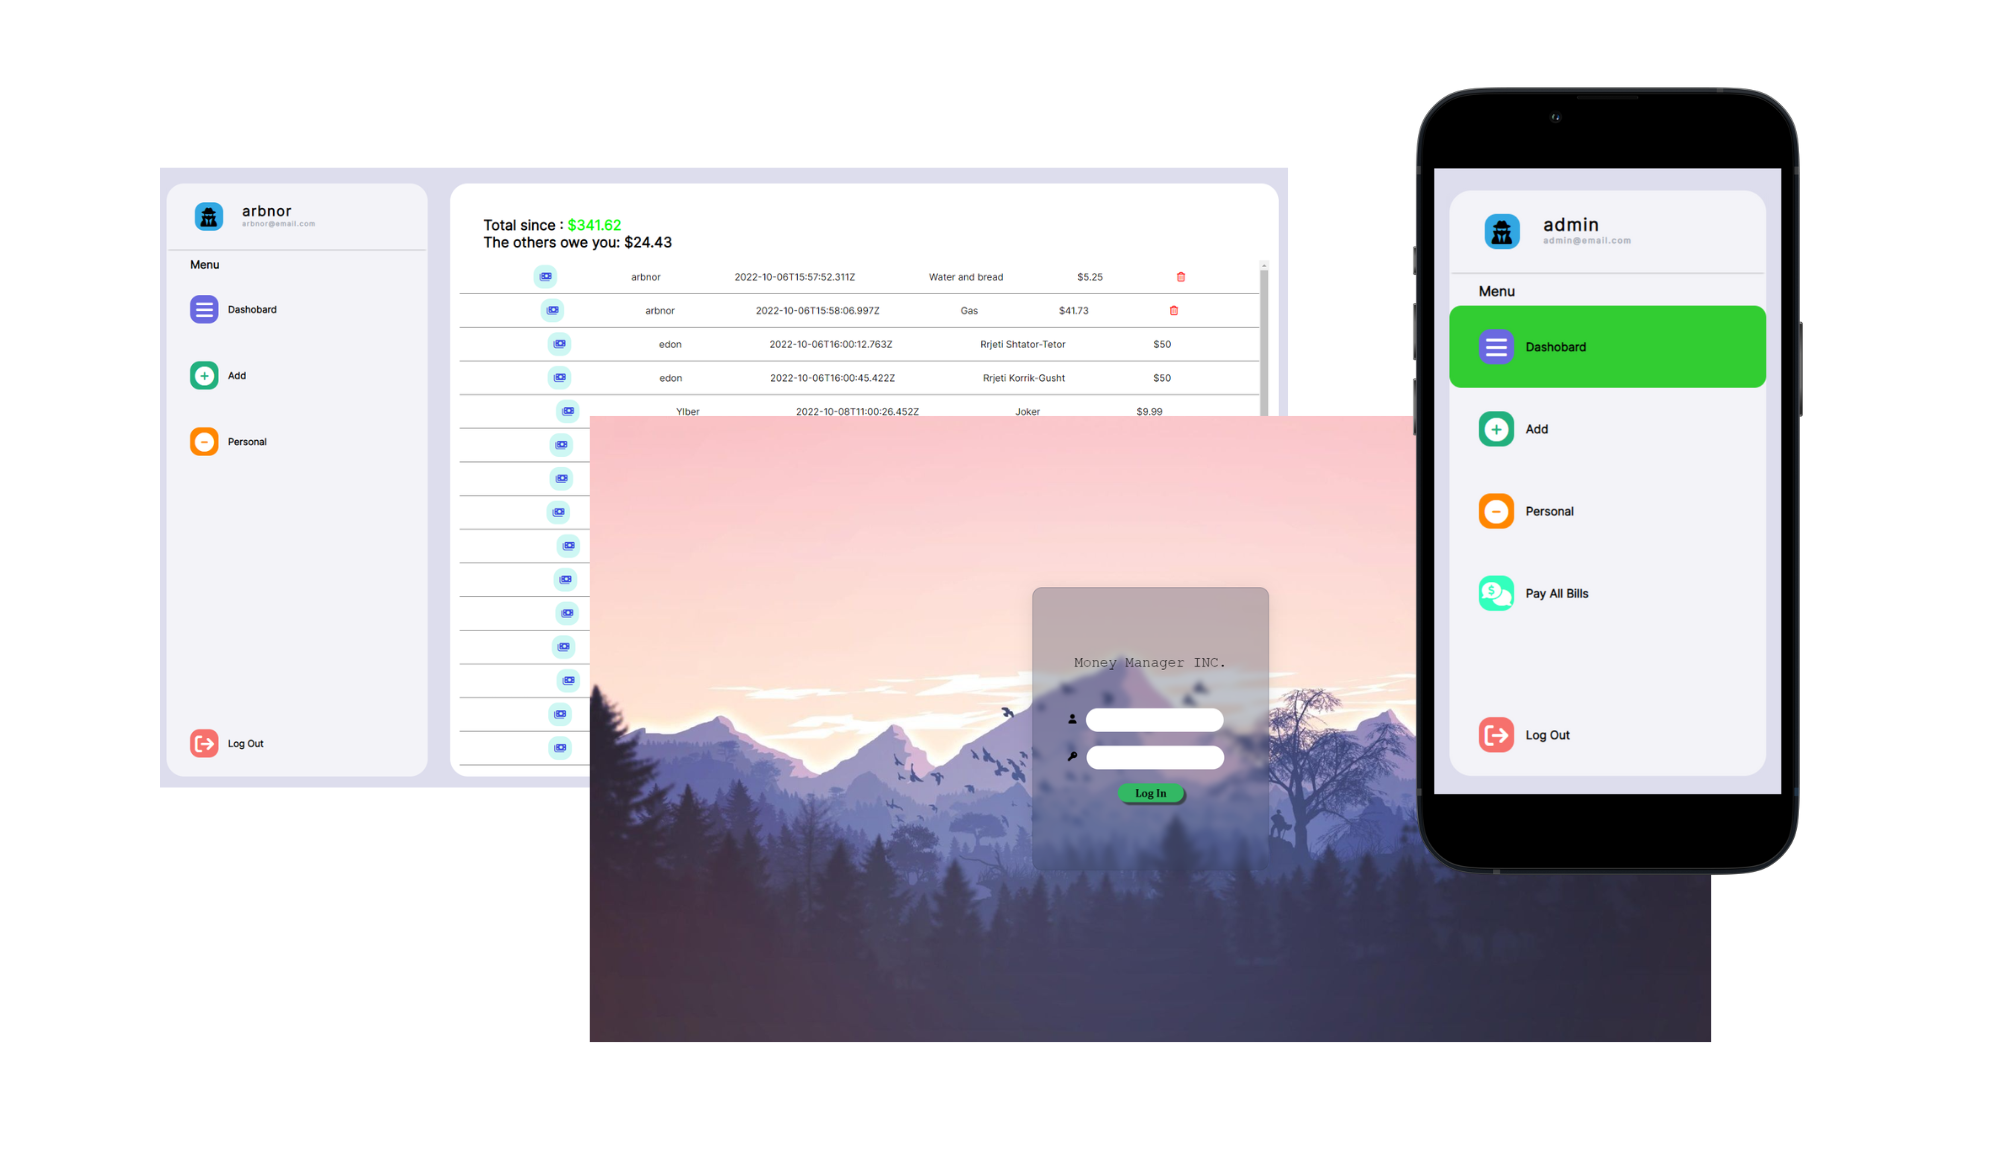 arbnor
arbnor@email.com
Menu
Dashobard
Add
Personal
Log Out
Total since : $341.62
The others owe you: $24.43
arbnor 2022-10-06T15:57:52.311Z Water and bread $5.25
arbnor 2022-10-06T15:58:06.997Z Gas $41.73
edon 2022-10-06T16:00:12.763Z Rrjeti Shtator-Tetor $50
edon 2022-10-06T16:00:45.422Z Rrjeti Korrik-Gusht $50
Ylber 2022-10-08T11:00:26.452Z Joker $9.99
Money Manager INC.
Log In
admin
admin@email.com
Menu
Dashobard
Add
Personal
Pay All Bills
Log Out